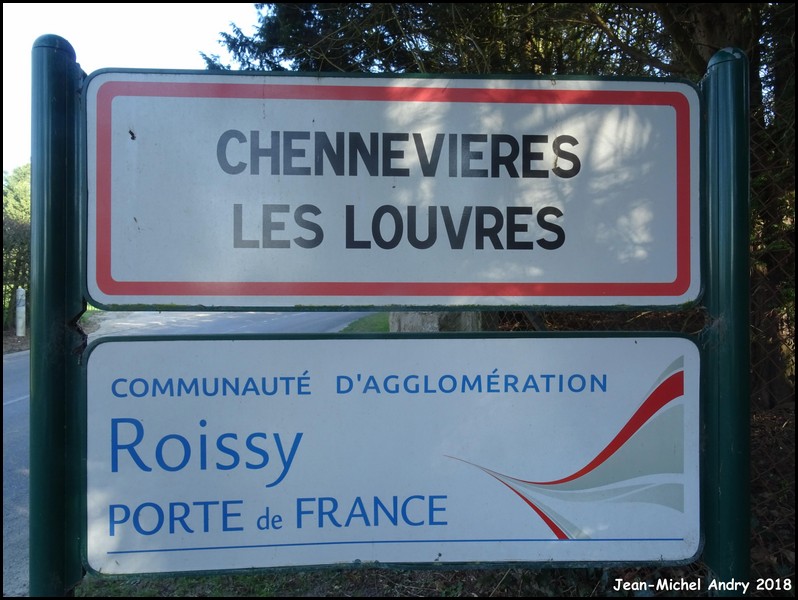 CHENNEVIERES
LES LOUVRES
COMMUNAUTÉ D'AGGLOMÉRATION
Roissy
PORTE de FRANCE
Jean-Michel Andry 2018